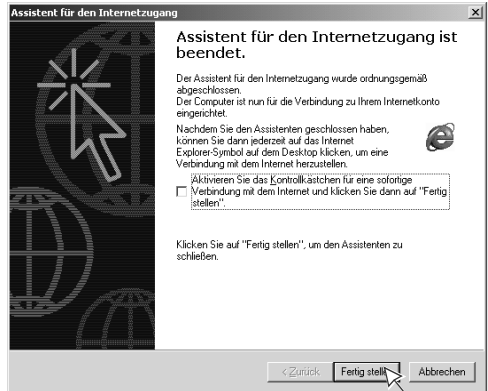 Assistent für den Internetzugang
Assistent für den Internetzugang ist
beendet.
Der Assistent für den Internetzugang wurde ordnungsgemäß
abgeschlossen.
Der Computer ist nun für die Verbindung zu Ihrem Internetkonto
eingerichtet.
Nachdem Sie den Assistenten geschlossen haben,
können Sie dann jederzeit auf das Internet
Explorer-Symbol auf dem Desktop klicken, um eine
Verbindung mit dem Internet herzustellen.
Aktivieren Sie das Kontrollkästchen für eine sofortige
Verbindung mit dem Internet und klicken Sie dann auf "Fertig
stellen".
Klicken Sie auf "Fertig stellen", um den Assistenten zu
schließen.
< Zurück Fertig stell Abbrechen